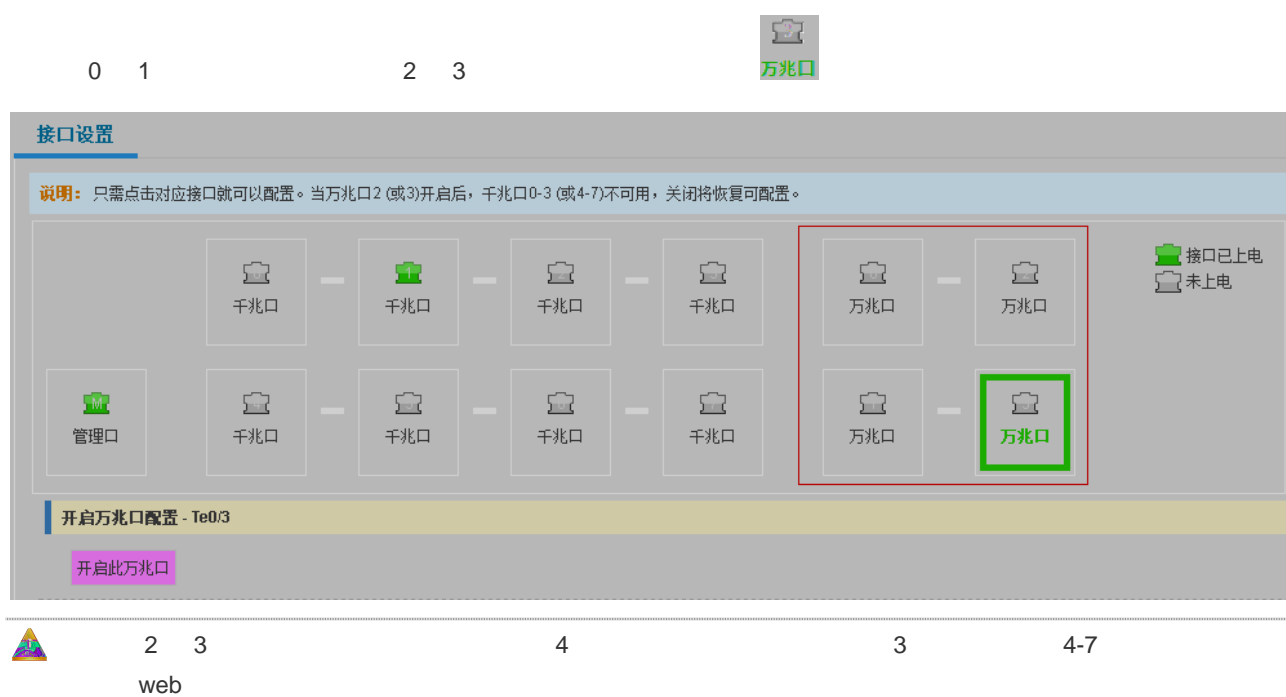 0 1 2 3 万兆口
接口设置
说明： 只需点击对应接口就可以配置。当万兆口2 (或3)开启后，千兆口0-3 (或4-7)不可用，关闭将恢复可配置。
千兆口 千兆口 千兆口 千兆口 万兆口 万兆口
接口已上电
未上电
M
管理口 千兆口 千兆口 千兆口 千兆口 万兆口 万兆口
开启万兆口配置 - Te0/3
开启此万兆口
2 3 4 3 4-7
web